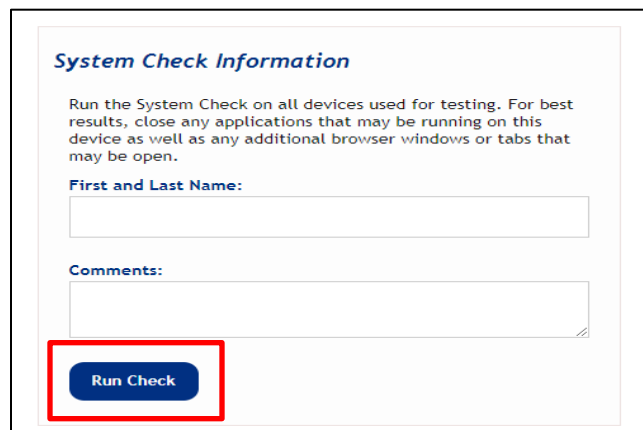 System Check Information
Run the System Check on all devices used for testing. For best
results, close any applications that may be running on this
device as well as any additional browser windows or tabs that
may be open.
First and Last Name:
Comments:
Run Check